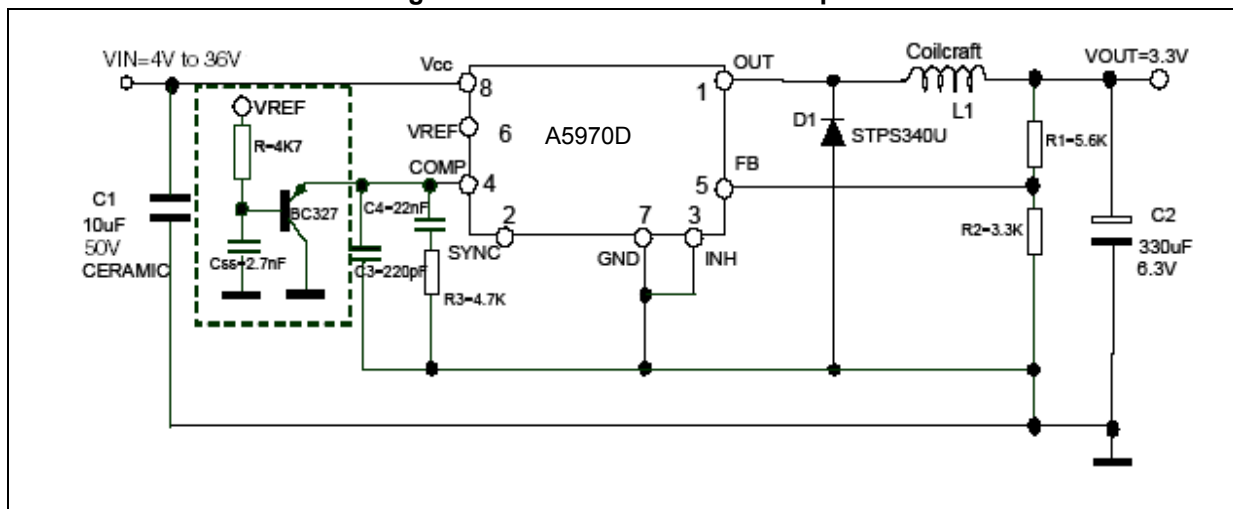 VIN=4V to 36V
Vcc
8
OUT
1
Coilcraft
L1
VOUT=3.3V
VREF
R=4K7
BC327
Css=2.7nF
C1
10uF
50V
CERAMIC
VREF
6
A5970D
COMP
4
FB
5
2
SYNC
7
GND
3
INH
C4=22nF
C3=220pF
R3=4.7K
D1
STPS340U
R1=5.6K
R2=3.3K
C2
330uF
6.3V